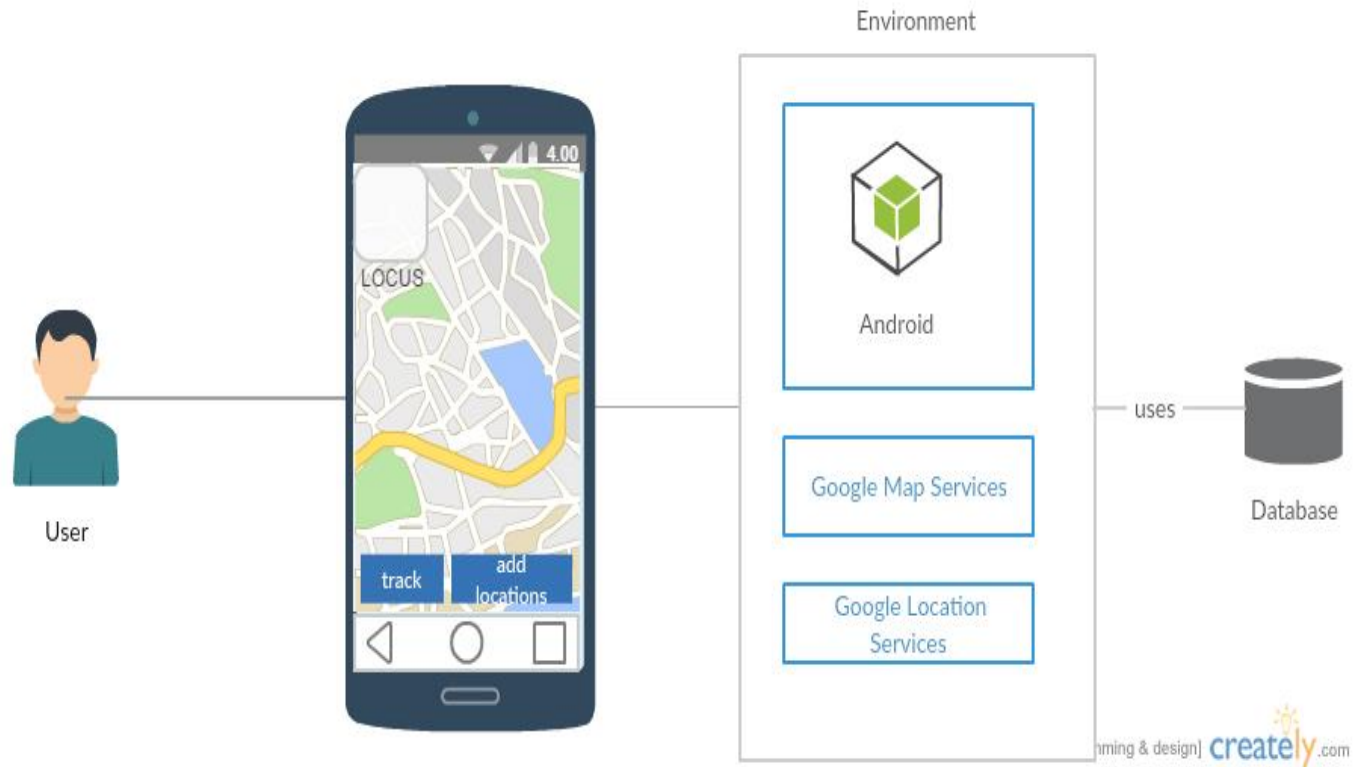 Environment
4.00
LOCUS
Android
User
Google Map Services
uses
Database
track
add
locations
Google Location
Services
& design] creately.com